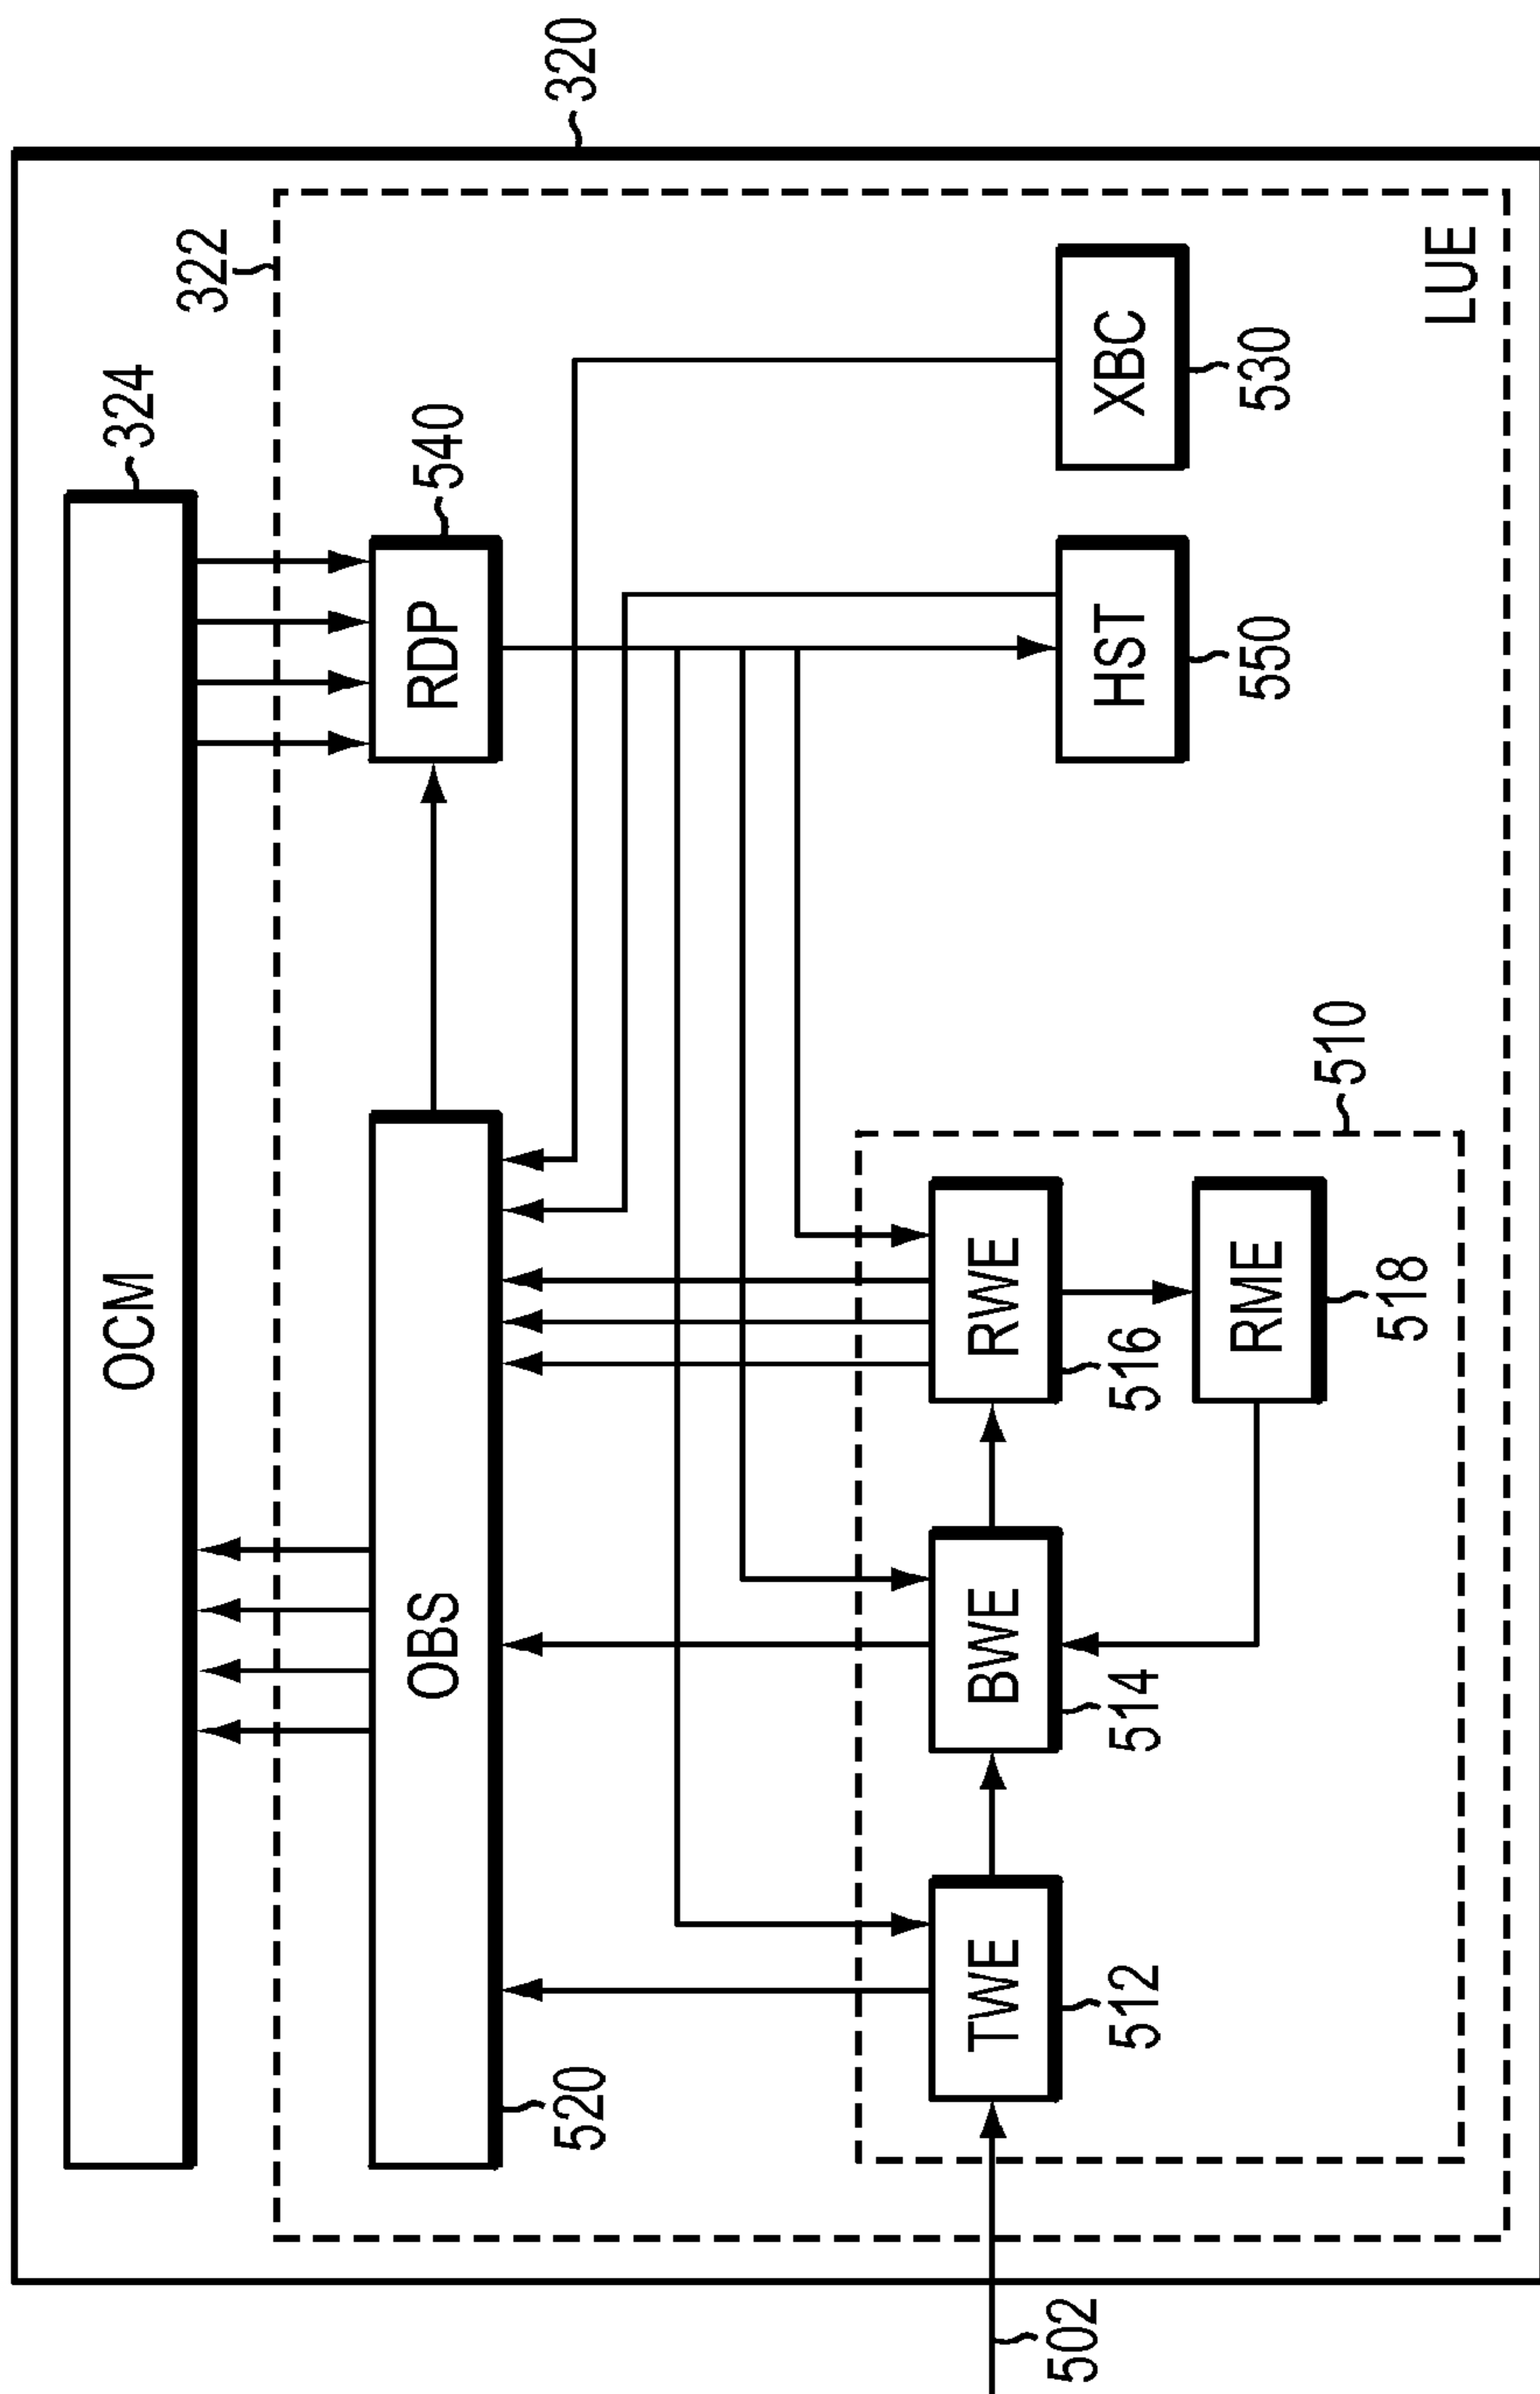 320
322
324
OCM
540
RDP
OBS
520
XBC
530
HST
550
510
TWE
512
BWE
514
RWE
516
RME
518
LUE
502